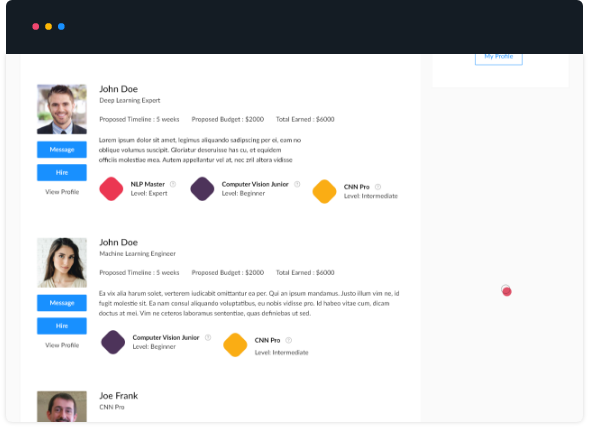 My Profile
John Doe
Deep Learning Expert
Proposed Timeline : 5 weeks Proposed Budget : $2000 Total Earned : $6000
Lorem ipsum dolor sit amet, legimus aliquando sadipscing per ei, eam no
oblique volumus suscipit. Gloriatur deseruisse has cu, et equidem
officiis molestiae mea. Autem appellantur vel at, nec zril altera vidisse
Message
Hire
View Profile
NLP Master
Level: Expert
Computer Vision Junior
Level: Beginner
CNN Pro
Level: Intermediate
John Doe
Machine Learning Engineer
Proposed Timeline : 5 weeks Proposed Budget : $2000 Total Earned : $6000
Ea vix alia harum solet, verterem iudicabit omittantur ea per. Qui an ipsum mandamus. Justo illum vim ne, id
fugit molestie sit. Ea nam consul aliquando voluptatibus, eu nobis vidisse pro. Id habeo vitae cum, dicam
doctus at mei. Vim ne ceteros laboramus sententiae, quas definiebas ut sed.
Message
Hire
View Profile
Computer Vision Junior
Level: Beginner
CNN Pro
Level: Intermediate
Joe Frank
CNN Pro